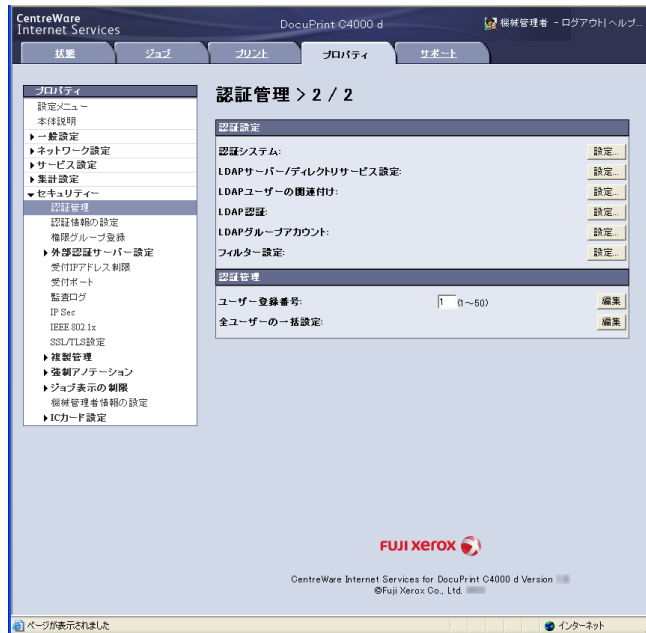 CentreWare
Internet Services
DocuPrint C4000 d
機械管理者 - ログアウト| ヘルプ...
状態
ジョブ
プリント
プロパティ
サポート
プロパティ
設定メニュー
本体説明
一般設定
ネットワーク設定
サービス設定
集計設定
セキュリティー
認証管理
認証情報の設定
権限グループ登録
外部認証サーバー設定
受付IPアドレス制限
受付ポート
監査ログ
IP Sec
IEEE 802.1x
SSL/TLS設定
複製管理
強制アノテーション
ジョブ表示の制限
機械管理者情報の設定
ICカード設定
認証管理 > 2 / 2
認証設定
認証システム: 設定...
LDAPサーバー/ディレクトリサービス設定: 設定...
LDAPユーザーの関連付け: 設定...
LDAP認証: 設定...
LDAPグループアカウント: 設定...
フィルター設定: 設定...
認証管理
ユーザー登録番号: 1 (1～50) 編集
全ユーザーの一括設定: 編集
FUJI XEROX
CentreWare Internet Services for DocuPrint C4000 d Version
©Fuji Xerox Co., Ltd.
ページが表示されました
インターネット